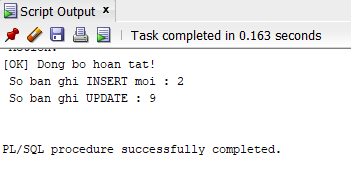 Script Output x
Task completed in 0.163 seconds
[OK] Dong bo hoan tat!
So ban ghi INSERT moi : 2
So ban ghi UPDATE : 9
PL/SQL procedure successfully completed.